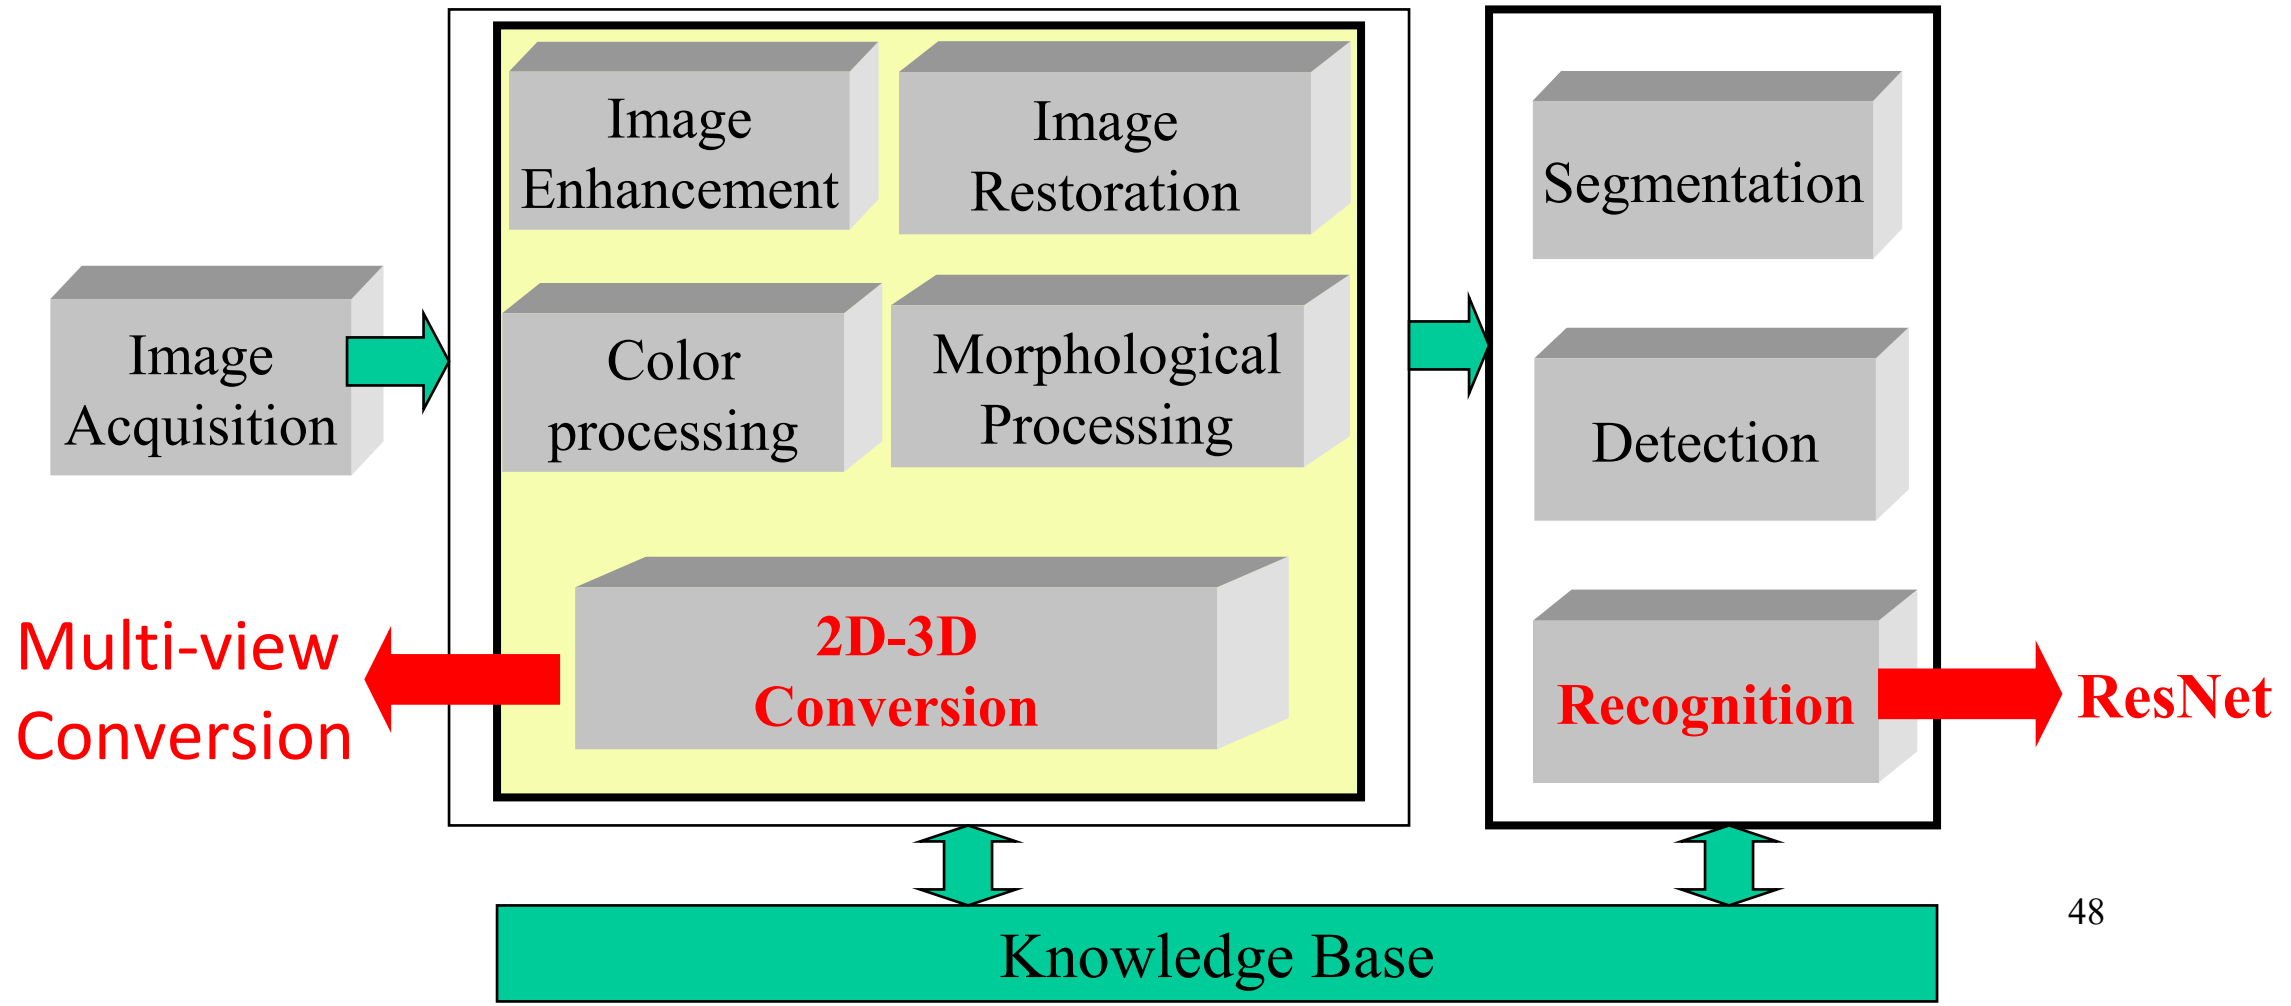 Image
Enhancement
Image
Restoration
Segmentation
Image
Acquisition
Color
processing
Morphological
Processing
Detection
Multi-view
Conversion
2D-3D
Conversion
Recognition
ResNet
48
Knowledge Base